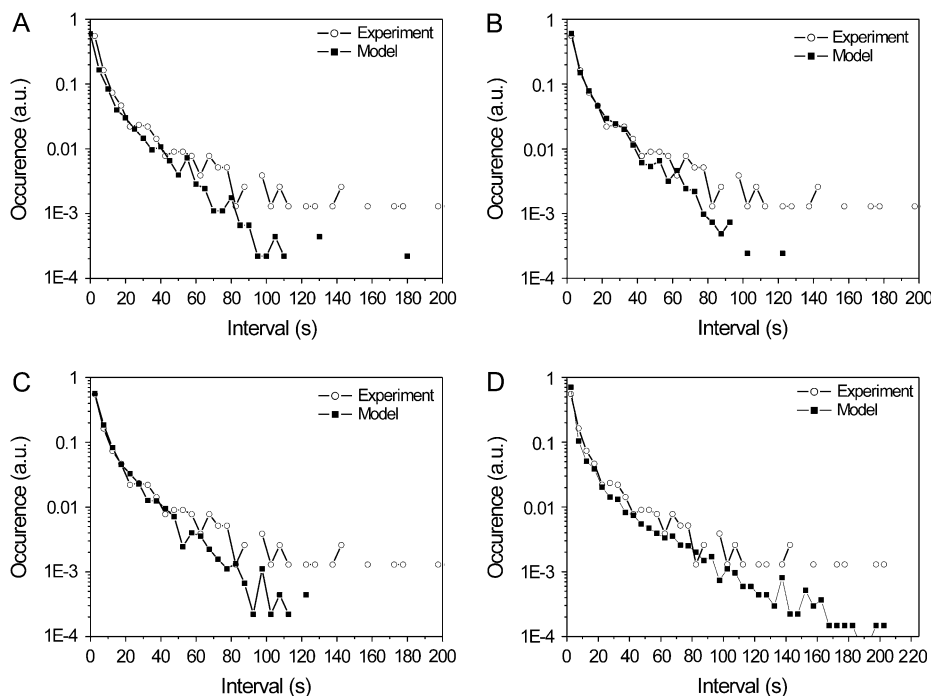 A
Experiment
Model
Occurence (a.u.)
1
0.1
0.01
1E-3
1E-4
0 20 40 60 80 100 120 140 160 180 200
Interval (s)
B
Experiment
Model
Occurence (a.u.)
1
0.1
0.01
1E-3
1E-4
0 20 40 60 80 100 120 140 160 180 200
Interval (s)
C
Experiment
Model
Occurence (a.u.)
1
0.1
0.01
1E-3
1E-4
0 20 40 60 80 100 120 140 160 180 200
Interval (s)
D
Experiment
Model
Occurence (a.u.)
1
0.1
0.01
1E-3
1E-4
0 20 40 60 80 100 120 140 160 180 200 220
Interval (s)